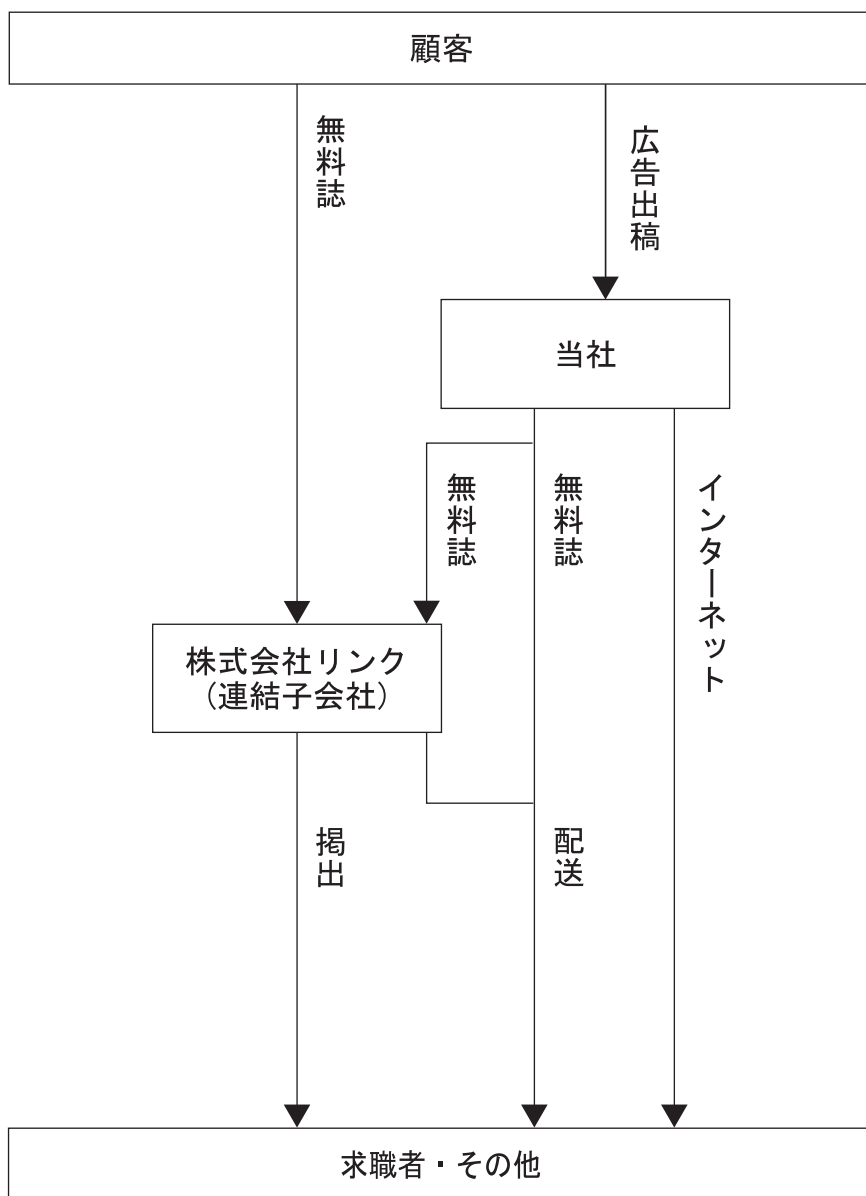 顧客
無料誌
広告出稿
当社
無料誌
無料誌
インターネット
株式会社リンク
(連結子会社)
掲出
配送
求職者・その他